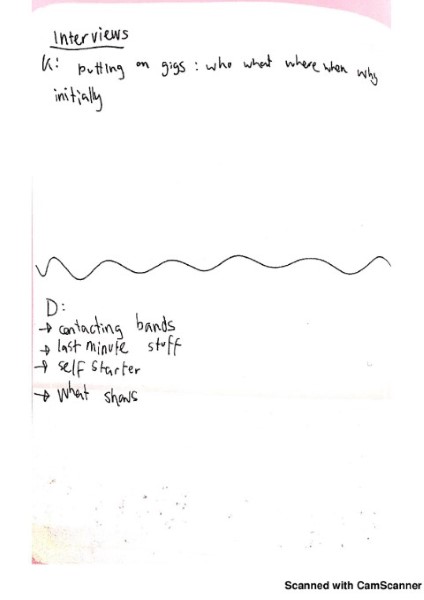 Interviews
K: putting on gigs : who what where when why
initially
D:
→ contacting bands
→ last minute stuff
→ self starter
→ What shows
Scanned with CamScanner